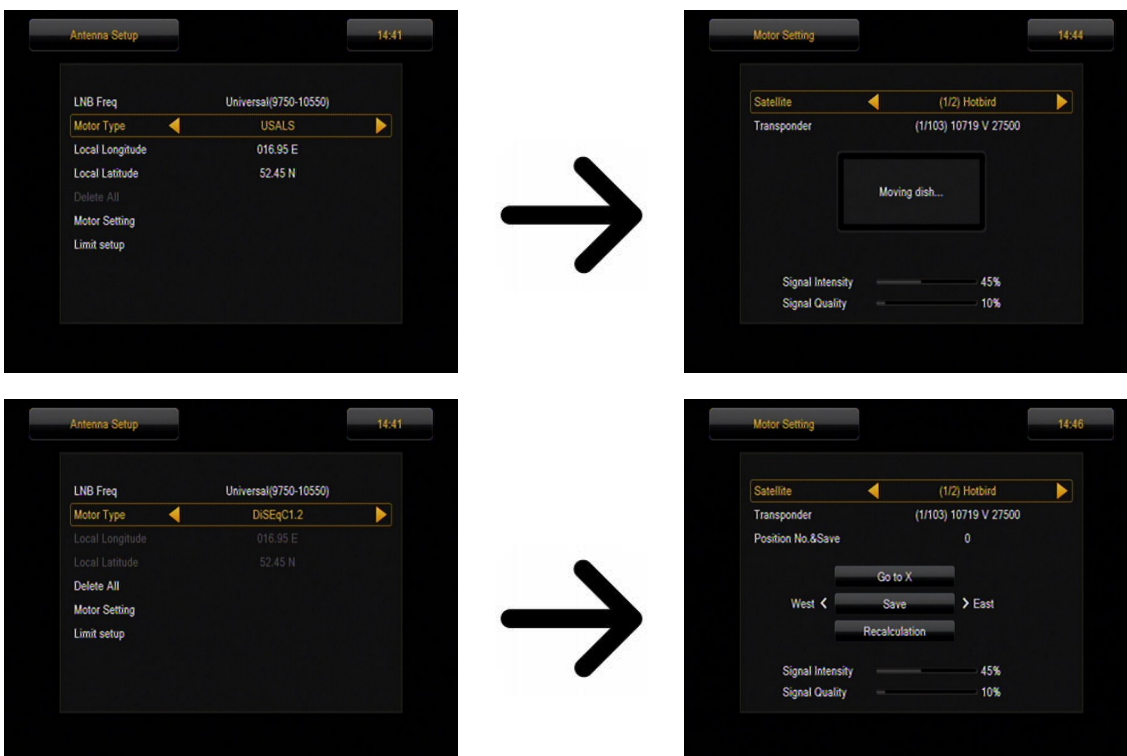 Antenna Setup 14:41
LNB Freq Universal(9750-10550)
Motor Type USALS
Local Longitude 016.95 E
Local Latitude 52.45 N
Delete All
Motor Setting
Limit setup
Motor Setting 14:44
Satellite (1/2) Hotbird
Transponder (1/103) 10719 V 27500
Moving dish...
Signal Intensity 45%
Signal Quality 10%
Antenna Setup 14:41
LNB Freq Universal(9750-10550)
Motor Type DiSEqC1.2
Local Longitude 016.95 E
Local Latitude 52.45 N
Delete All
Motor Setting
Limit setup
Motor Setting 14:46
Satellite (1/2) Hotbird
Transponder (1/103) 10719 V 27500
Position No.&Save 0
Go to X
West < Save > East
Recalculation
Signal Intensity 45%
Signal Quality 10%